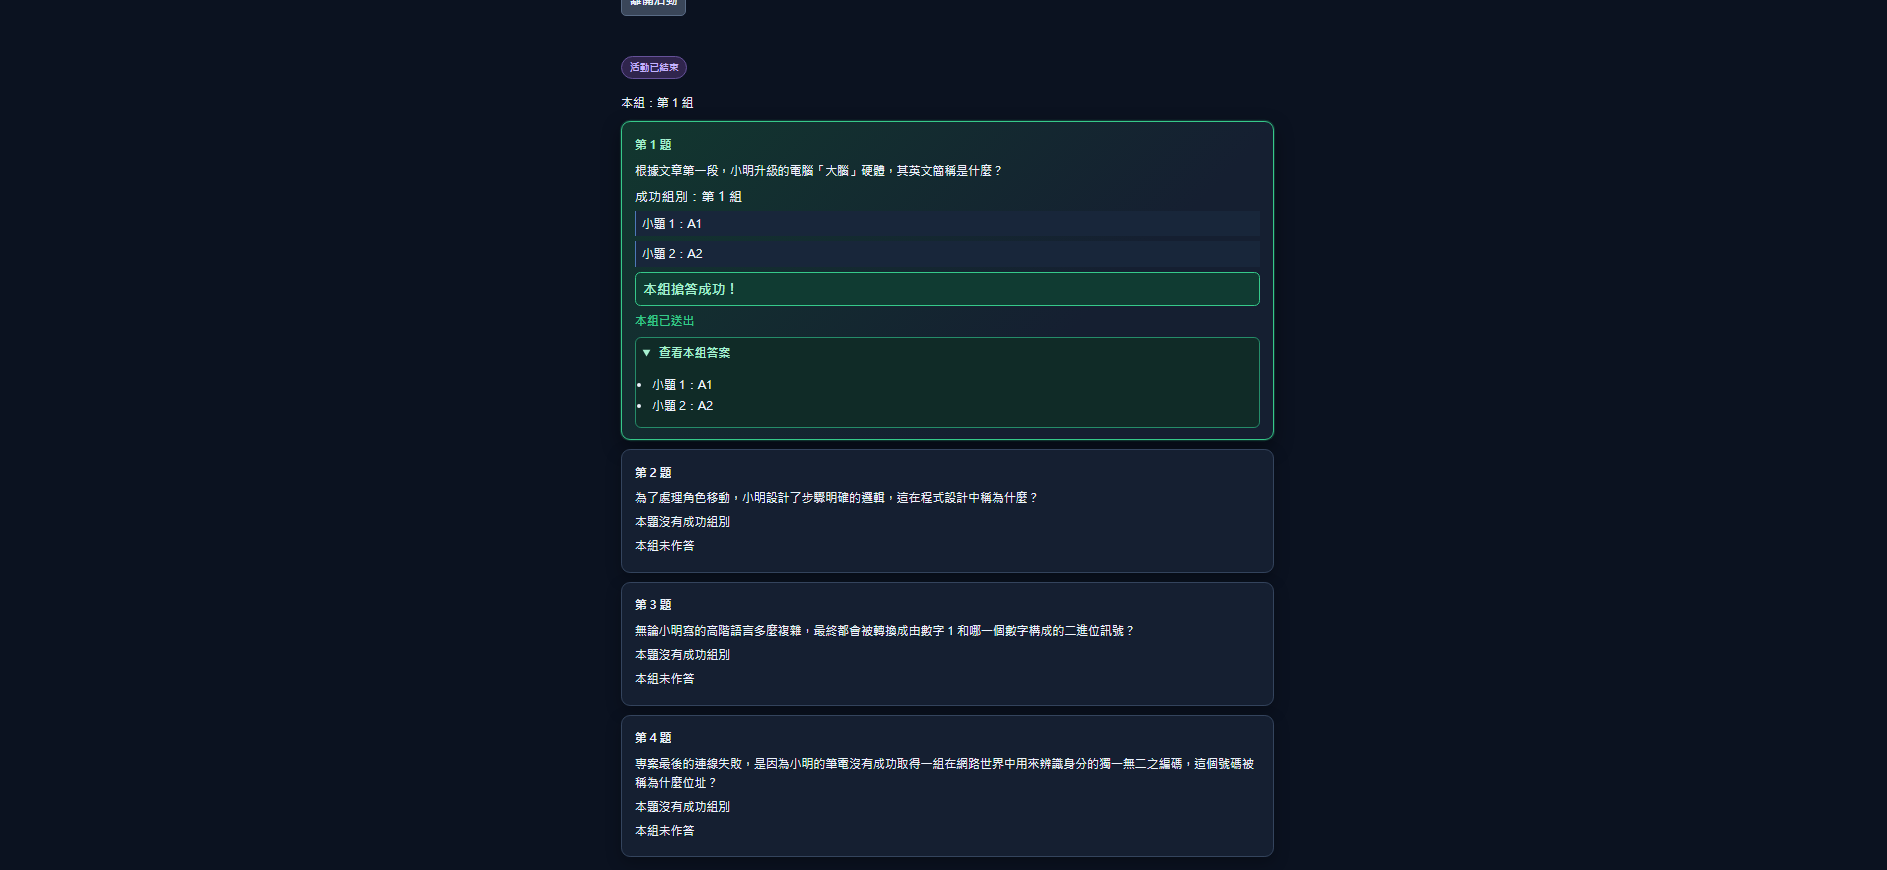 離開活動
活動已結束
本組：第 1 組
第 1 題
根據文章第一段，小明升級的電腦「大腦」硬體，其英文簡稱是什麼？
成功組別：第 1 組
小題 1：A1
小題 2：A2
本組搶答成功！
本組已送出
▼ 查看本組答案
• 小題 1：A1
• 小題 2：A2
第 2 題
為了處理角色移動，小明設計了步驟明確的邏輯，這在程式設計中稱為什麼？
本題沒有成功組別
本組未作答
第 3 題
無論小明寫的高階語言多麼複雜，最終都會被轉換成由數字 1 和哪一個數字構成的二進位訊號？
本題沒有成功組別
本組未作答
第 4 題
專案最後的連線失敗，是因為小明的筆電沒有成功取得一組在網路世界中用來辨識身分的獨一無二之編碼，這個號碼被
稱為什麼位址？
本題沒有成功組別
本組未作答